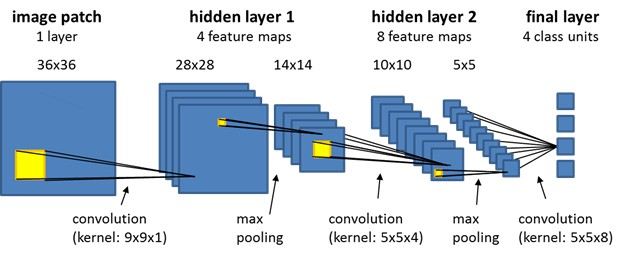 image patch
1 layer
36x36
hidden layer 1
4 feature maps
28x28
14x14
hidden layer 2
8 feature maps
10x10
5x5
final layer
4 class units
convolution
(kernel: 9x9x1)
max
pooling
convolution
(kernel: 5x5x4)
max
pooling
convolution
(kernel: 5x5x8)